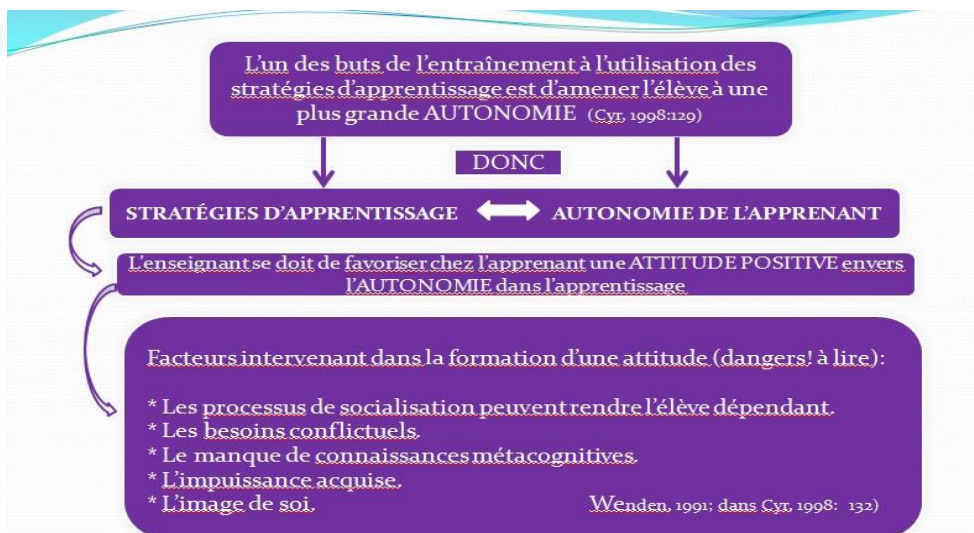 L'un des buts de l'entraînement à l'utilisation des
stratégies d'apprentissage est d'amener l'élève à une
plus grande AUTONOMIE (Cyr, 1998:129)
DONC
STRATÉGIES D'APPRENTISSAGE AUTONOMIE DE L'APPRENANT
L'enseignant se doit de favoriser chez l'apprenant une ATTITUDE POSITIVE envers
l'AUTONOMIE dans l'apprentissage
Facteurs intervenant dans la formation d'une attitude (dangers! à lire):
* Les processus de socialisation peuvent rendre l'élève dépendant.
* Les besoins conflictuels.
* Le manque de connaissances métacognitives.
* L'impuissance acquise.
* L'image de soi. Wenden, 1991; dans Cyr, 1998: 132)